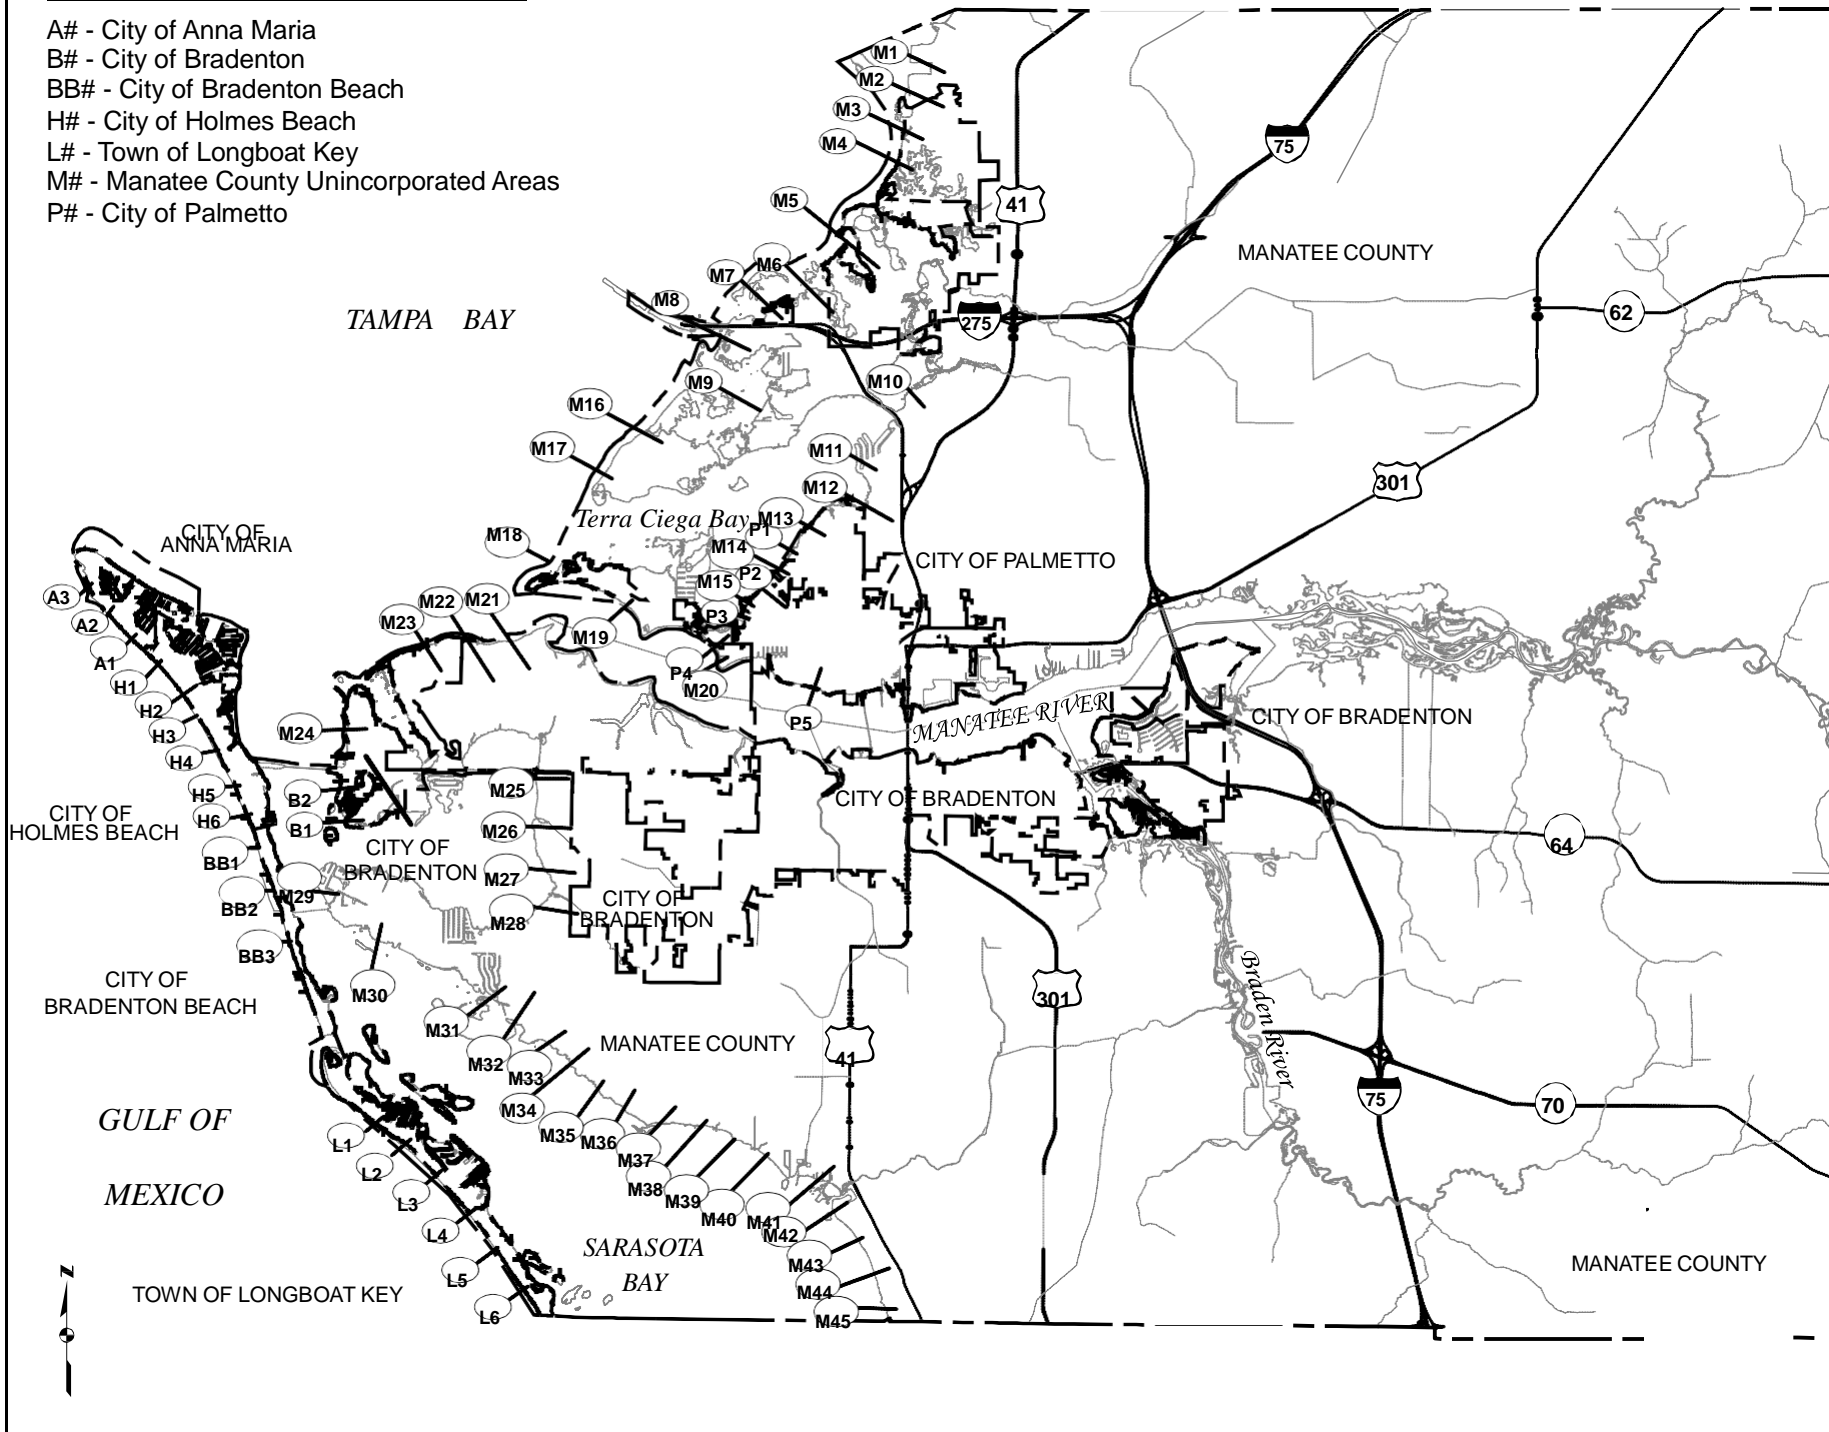 A# - City of Anna Maria
B# - City of Bradenton
BB# - City of Bradenton Beach
H# - City of Holmes Beach
L# - Town of Longboat Key
M# - Manatee County Unincorporated Areas
P# - City of Palmetto
M1
M2
M3
M4
M5
M6
M7
M8
41
75
MANATEE COUNTY
TAMPA BAY
275
62
M9
M10
M16
M17
M11
M12
301
Terra Ciega Bay
M13
P1
M14
M18
M15
P2
P3
CITY OF PALMETTO
CITY OF
ANNA MARIA
A3
A2
A1
M23
M22
M21
M19
P4
M20
P5
MANATEE RIVER
CITY OF BRADENTON
H1
H2
H3
H4
H5
H6
M24
B2
B1
M25
M26
M27
M28
CITY OF BRADENTON
CITY OF
HOLMES BEACH
CITY OF
BRADENTON
CITY OF
BRADENTON
64
BB1
BB2
BB3
M29
M30
CITY OF
BRADENTON BEACH
301
Braden River
M31
M32
M33
M34
MANATEE COUNTY
41
75
70
GULF OF
MEXICO
L1
L2
L3
L4
L5
L6
M35
M36
M37
M38
M39
M40
M41
M42
M43
M44
M45
SARASOTA
BAY
MANATEE COUNTY
TOWN OF LONGBOAT KEY
Z